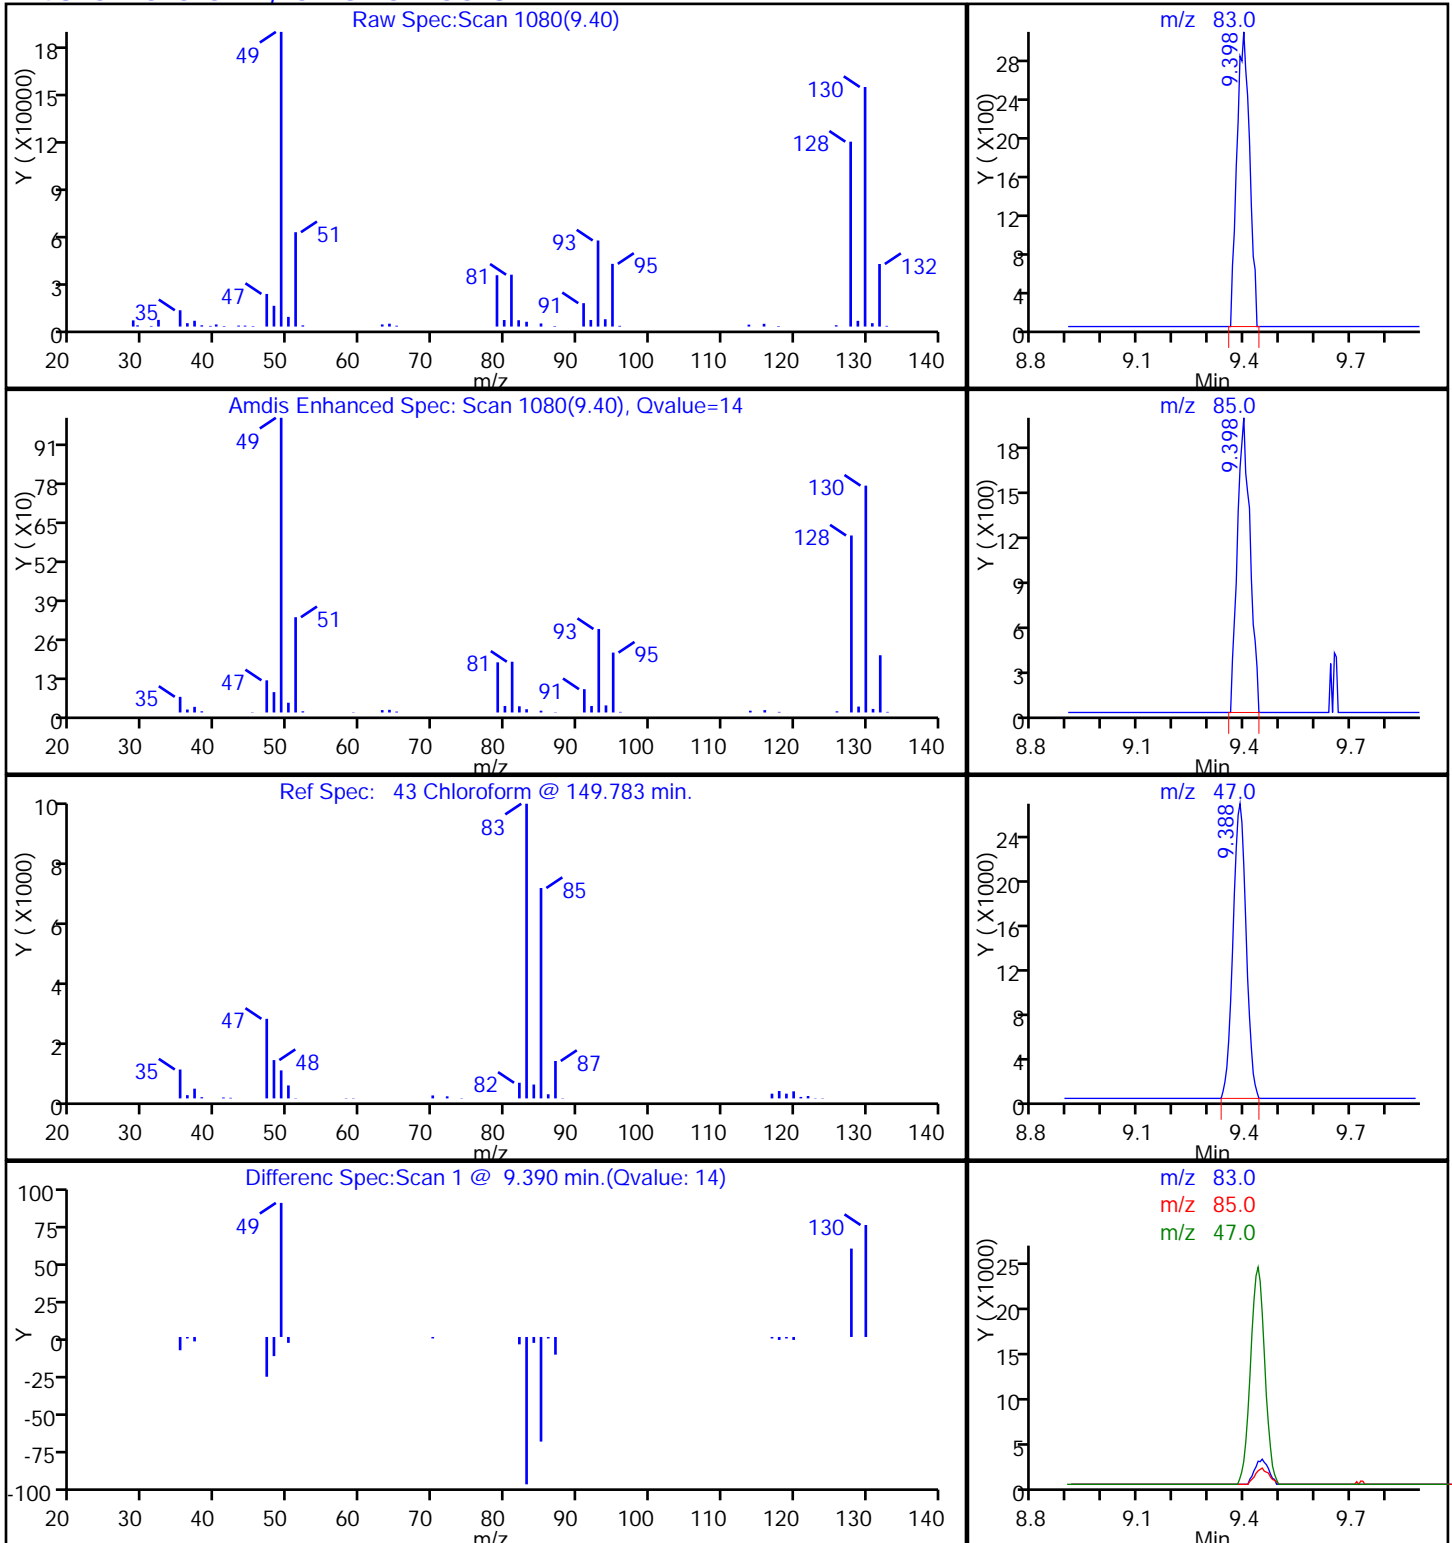 Raw Spec:Scan 1080(9.40)
Y ( X10000)
18
15
12
9
6
3
0
49
51
47
35
81
91
93
95
128
130
132
20 30 40 50 60 70 80 90 100 110 120 130 140
m/z
m/z 83.0
Y ( X100)
28
24
20
16
12
8
4
0
9.398
8.8 9.1 9.4 9.7
Min
Amdis Enhanced Spec: Scan 1080(9.40), Qvalue=14
Y ( X10)
91
78
65
52
39
26
13
0
49
51
47
35
81
91
93
95
128
130
20 30 40 50 60 70 80 90 100 110 120 130 140
m/z
m/z 85.0
Y ( X100)
18
15
12
9
6
3
0
9.398
8.8 9.1 9.4 9.7
Min
Ref Spec: 43 Chloroform @ 149.783 min.
Y ( X1000)
10
8
6
4
2
0
83
85
47
48
35
82
87
20 30 40 50 60 70 80 90 100 110 120 130 140
m/z
m/z 47.0
Y ( X1000)
24
20
16
12
8
4
0
9.388
8.8 9.1 9.4 9.7
Min
Differenc Spec:Scan 1 @ 9.390 min.(Qvalue: 14)
Y
100
75
50
25
0
-25
-50
-75
-100
49
130
20 30 40 50 60 70 80 90 100 110 120 130 140
m/z
m/z 83.0
m/z 85.0
m/z 47.0
Y ( X1000)
25
20
15
10
5
0
8.8 9.1 9.4 9.7
Min